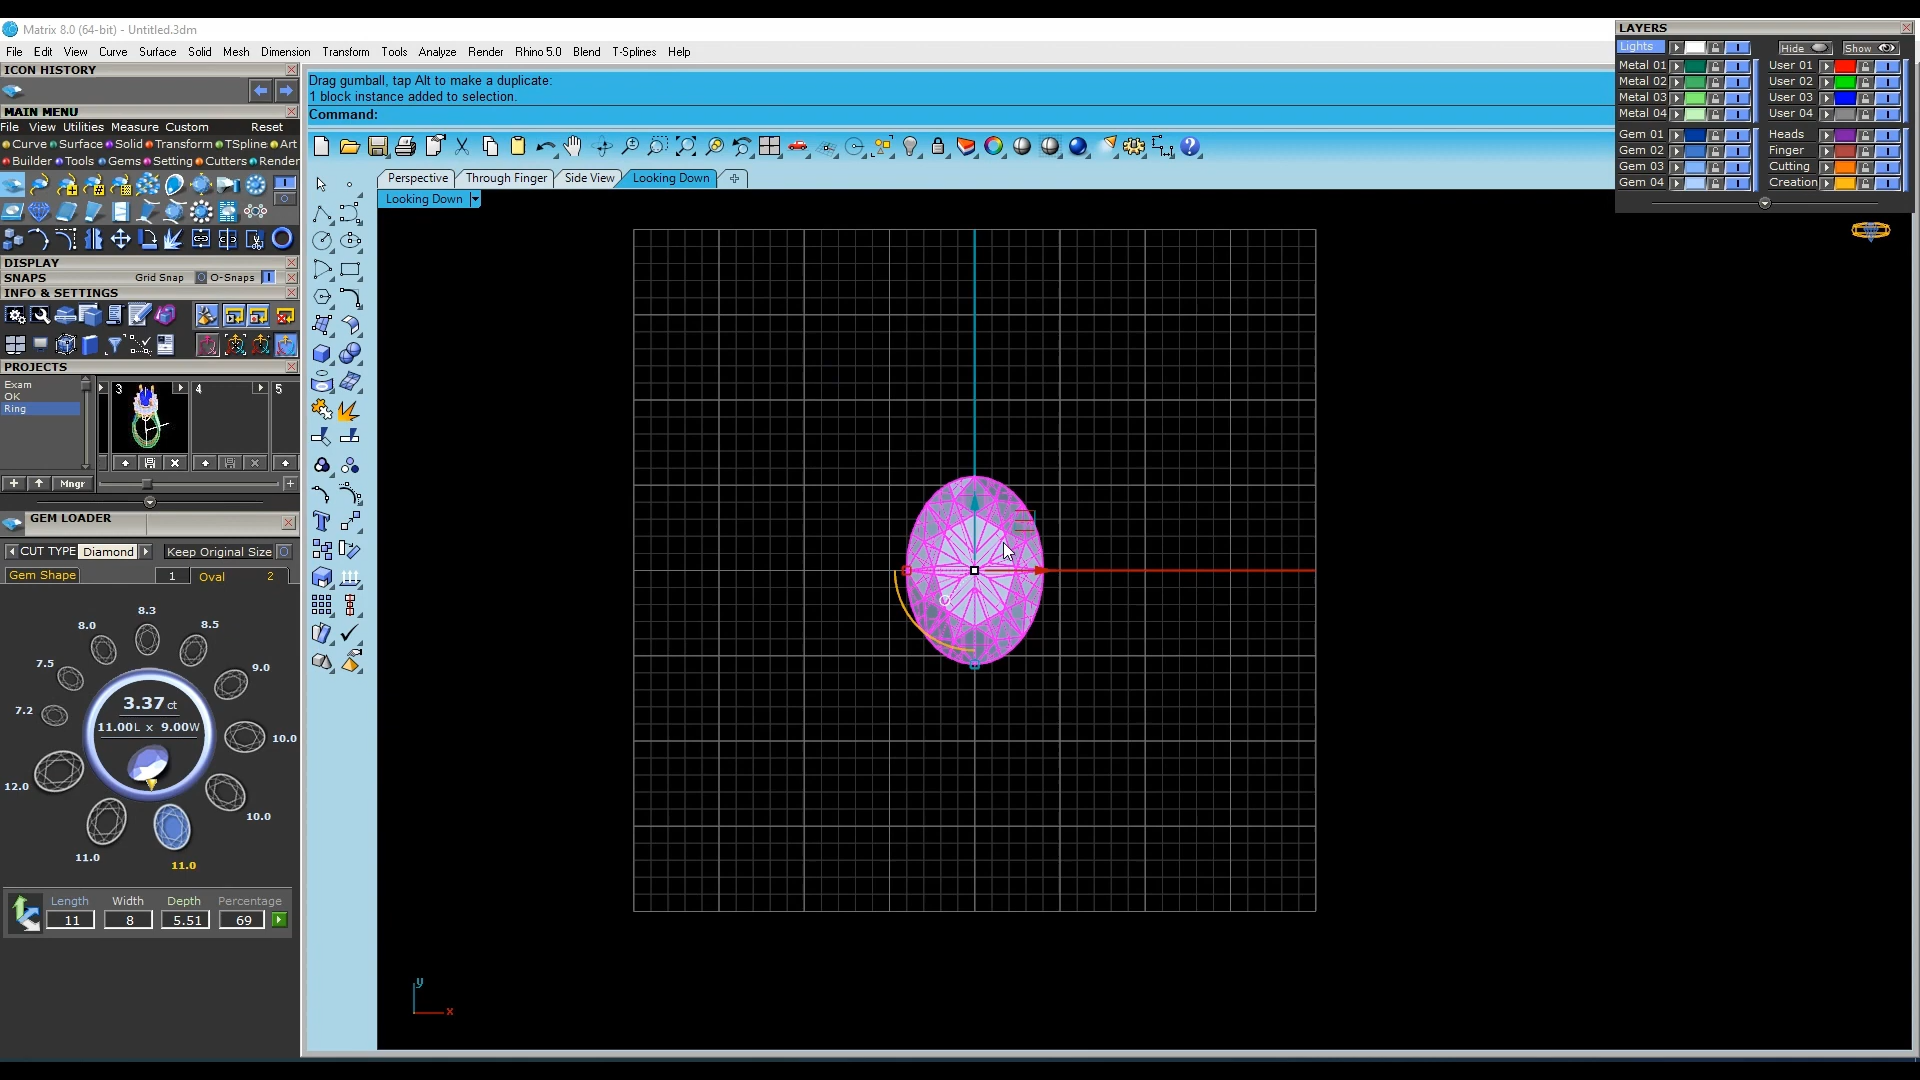 Matrix 8.0 (64-bit) - Untitled.3dm
File Edit View Curve Surface Solid Mesh Dimension Transform Tools Analyze Render Rhino 5.0 Blend T-Splines Help
ICON HISTORY
MAIN MENU
File View Utilities Measure Custom Reset
Curve Surface Solid Transform TSpline Art
Builder Tools Gems Setting Cutters Render
DISPLAY
SNAPS Grid Snap O-Snaps
INFO & SETTINGS
PROJECTS
Exam
OK
Ring
3 4 5
Mngr
GEM LOADER
CUT TYPE Diamond Keep Original Size
Gem Shape 1 Oval 2
8.3
8.0 8.5
7.5 9.0
7.2
3.37 ct
11.00L x 9.00W
10.0
12.0
10.0
11.0
11.0
Length Width Depth Percentage
11 8 5.51 69
Drag gumball, tap Alt to make a duplicate:
1 block instance added to selection.
Command:
Perspective Through Finger Side View Looking Down
Looking Down
y
x
LAYERS
Lights Hide Show
Metal 01 User 01
Metal 02 User 02
Metal 03 User 03
Metal 04 User 04
Gem 01 Heads
Gem 02 Finger
Gem 03 Cutting
Gem 04 Creation